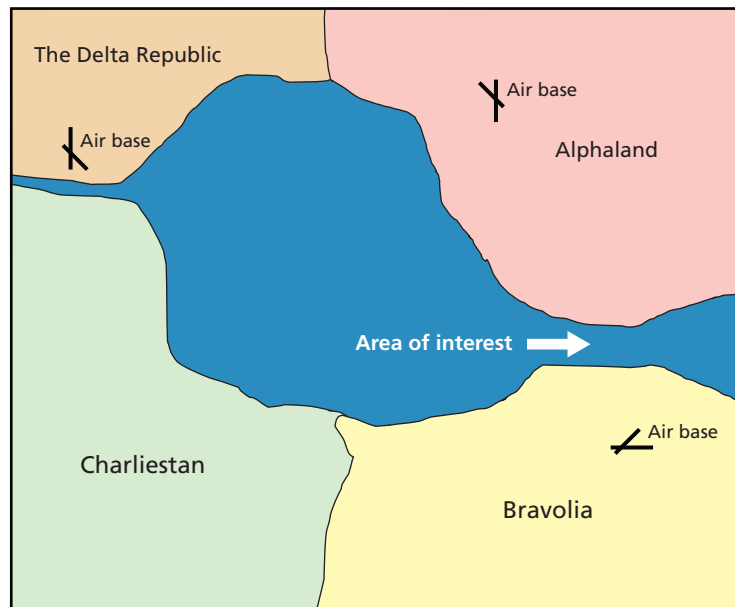 The Delta Republic
Air base
Alphaland
Air base
Area of interest
Air base
Charliestan
Bravolia